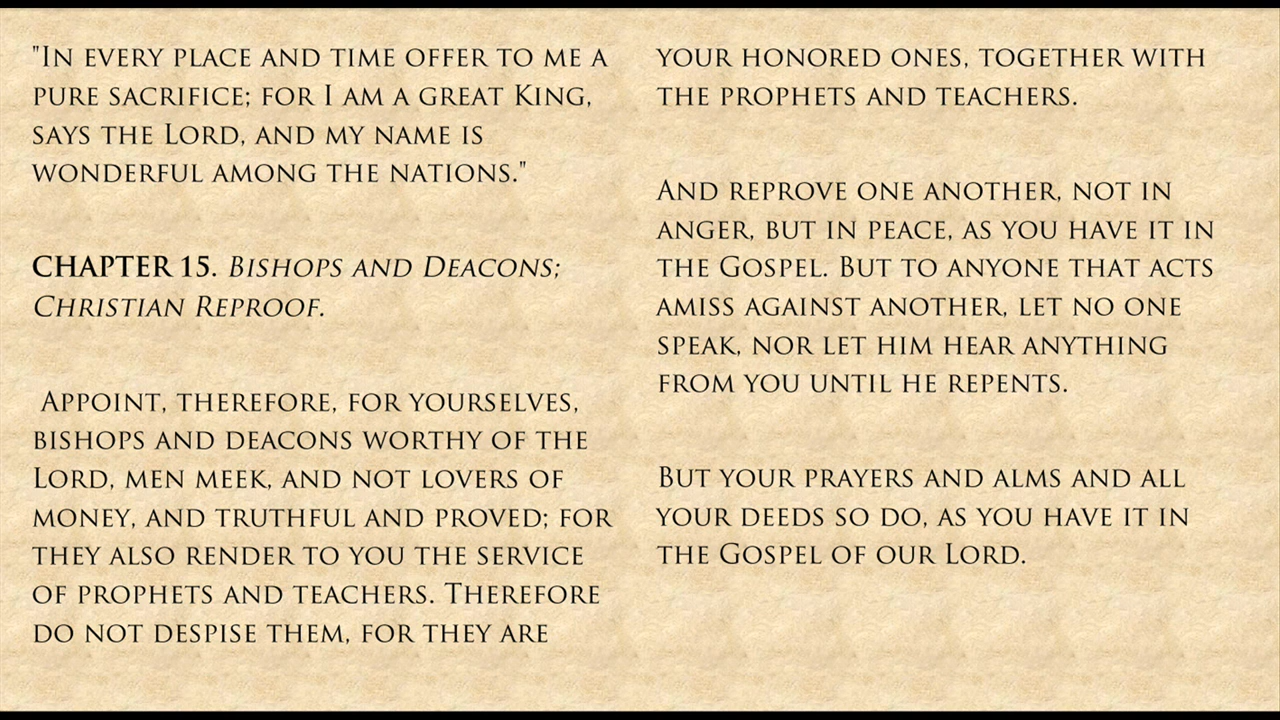 "In every place and time offer to me a
pure sacrifice; for I am a great King,
says the Lord, and my name is
wonderful among the nations."
CHAPTER 15. Bishops and Deacons;
Christian Reproof.
Appoint, therefore, for yourselves,
bishops and deacons worthy of the
Lord, men meek, and not lovers of
money, and truthful and proved; for
they also render to you the service
of prophets and teachers. Therefore
do not despise them, for they are
your honored ones, together with
the prophets and teachers.
And reprove one another, not in
anger, but in peace, as you have it in
the Gospel. But to anyone that acts
amiss against another, let no one
speak, nor let him hear anything
from you until he repents.
But your prayers and alms and all
your deeds so do, as you have it in
the Gospel of our Lord.